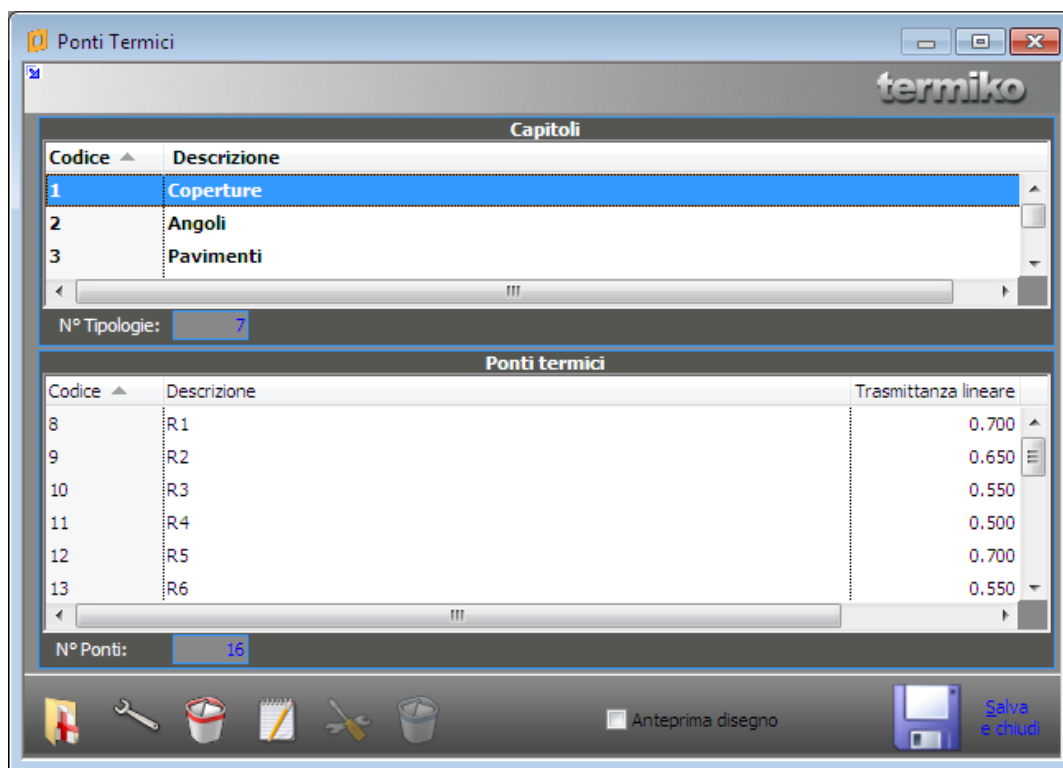 Ponti Termici
termiko
Capitoli
Codice Descrizione
1 Coperture
2 Angoli
3 Pavimenti
N° Tipologie: 7
Ponti termici
Codice Descrizione Trasmittanza lineare
8 R1 0.700
9 R2 0.650
10 R3 0.550
11 R4 0.500
12 R5 0.700
13 R6 0.550
N° Ponti: 16
Anteprima disegno
Salva
e chiudi